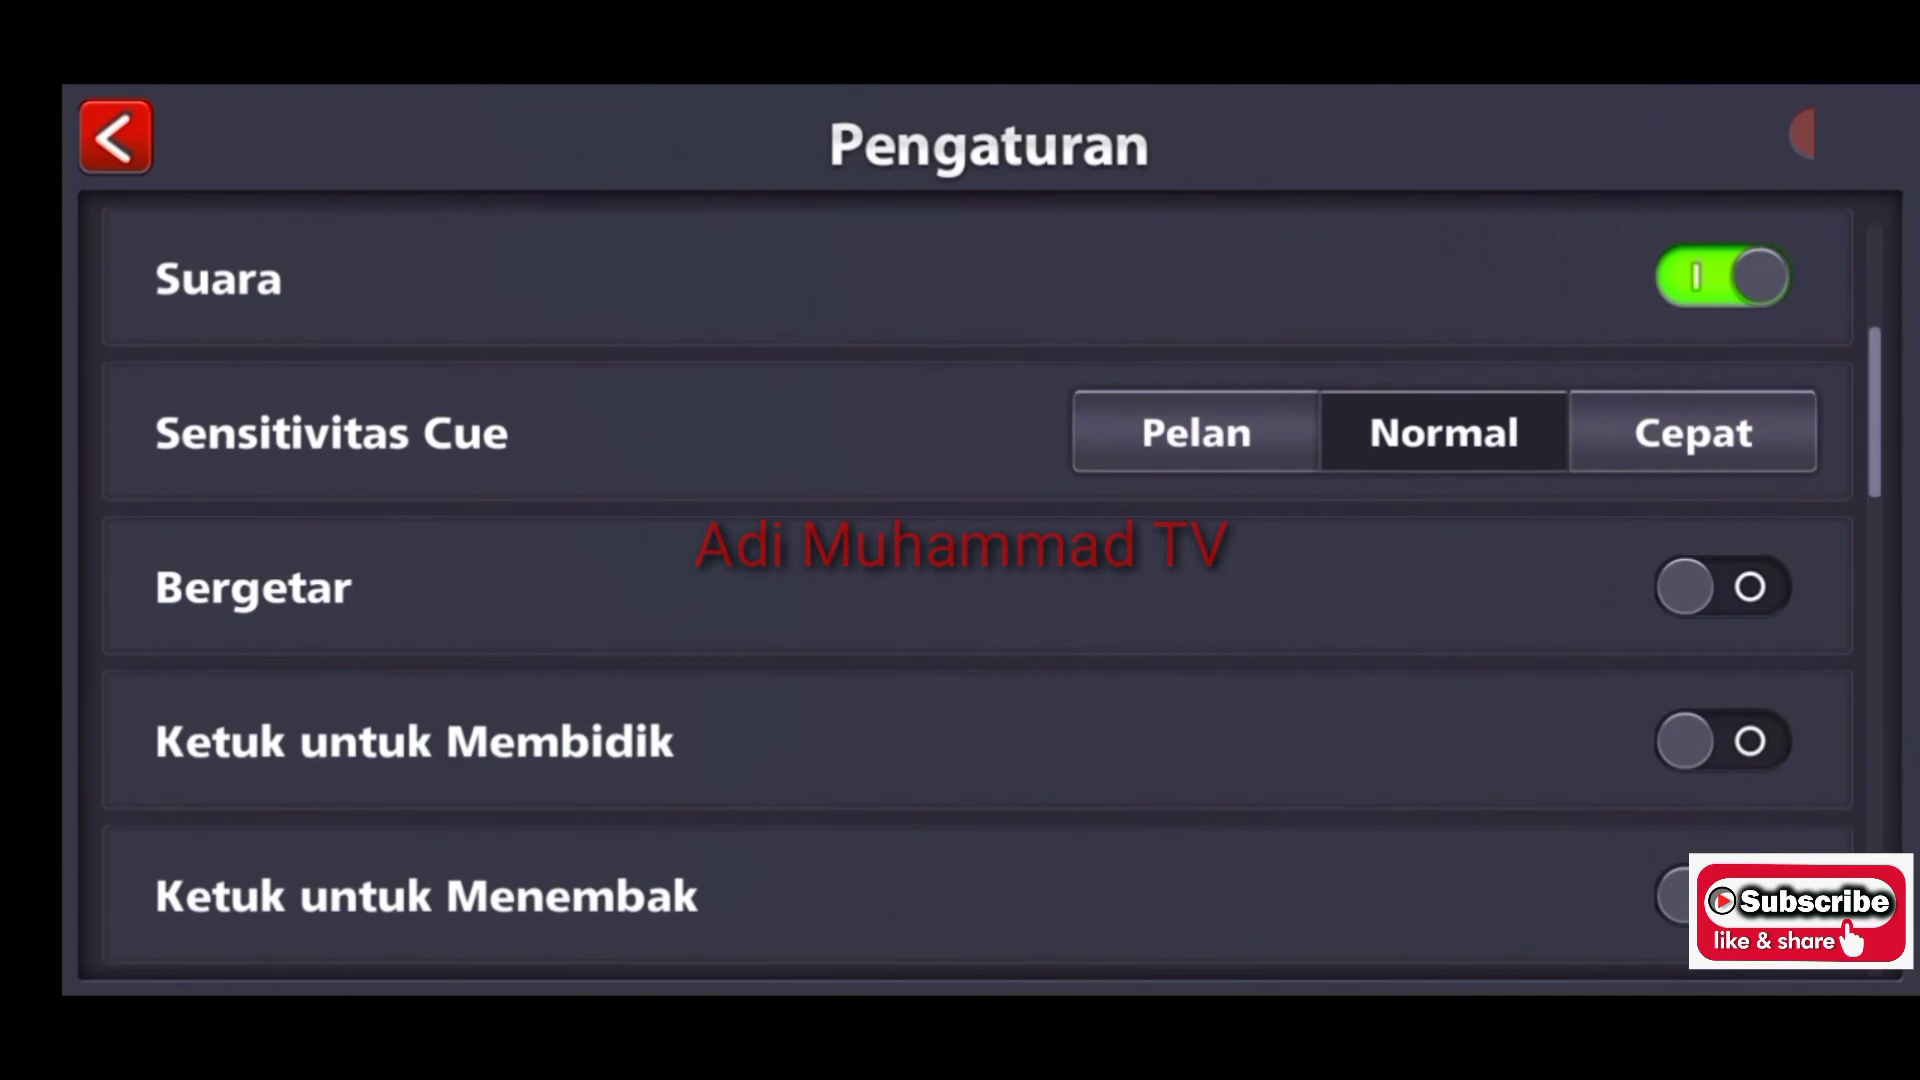 Pengaturan
Suara
Sensitivitas Cue
Pelan
Normal
Cepat
Adi Muhammad TV
Bergetar
Ketuk untuk Membidik
Ketuk untuk Menembak
Subscribe
like & share